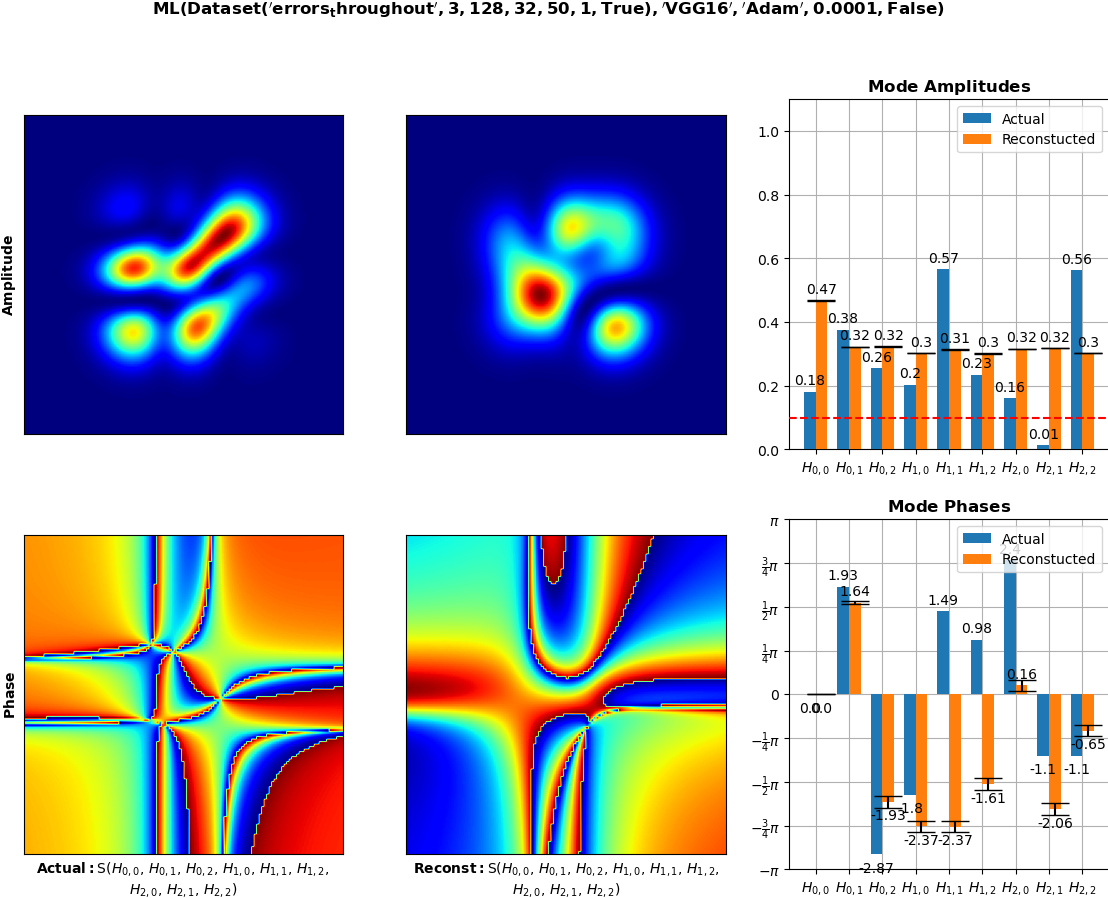 ML(Dataset('errors_throughout', 3, 128, 32, 50, 1, True), 'VGG16', 'Adam', 0.0001, False)
Amplitude
Mode Amplitudes
Actual
Reconstucted
1.0
0.8
0.6
0.4
0.2
0.0
0.18
0.47
0.38
0.32
0.26
0.32
0.2
0.3
0.57
0.31
0.23
0.3
0.16
0.32
0.01
0.32
0.56
0.3
H0,0 H0,1 H0,2 H1,0 H1,1 H1,2 H2,0 H2,1 H2,2
Phase
Actual: S(H0,0, H0,1, H0,2, H1,0, H1,1, H1,2,
H2,0, H2,1, H2,2)
Reconst: S(H0,0, H0,1, H0,2, H1,0, H1,1, H1,2,
H2,0, H2,1, H2,2)
Mode Phases
Actual
Reconstucted
π
3/4π
1/2π
1/4π
0
−1/4π
−1/2π
−3/4π
−π
0.0
0.0
1.93
1.64
-2.87
-1.93
-1.8
-2.37
1.49
-2.37
0.98
-1.61
2.4
0.16
-1.1
-2.06
-1.1
-0.65
H0,0 H0,1 H0,2 H1,0 H1,1 H1,2 H2,0 H2,1 H2,2